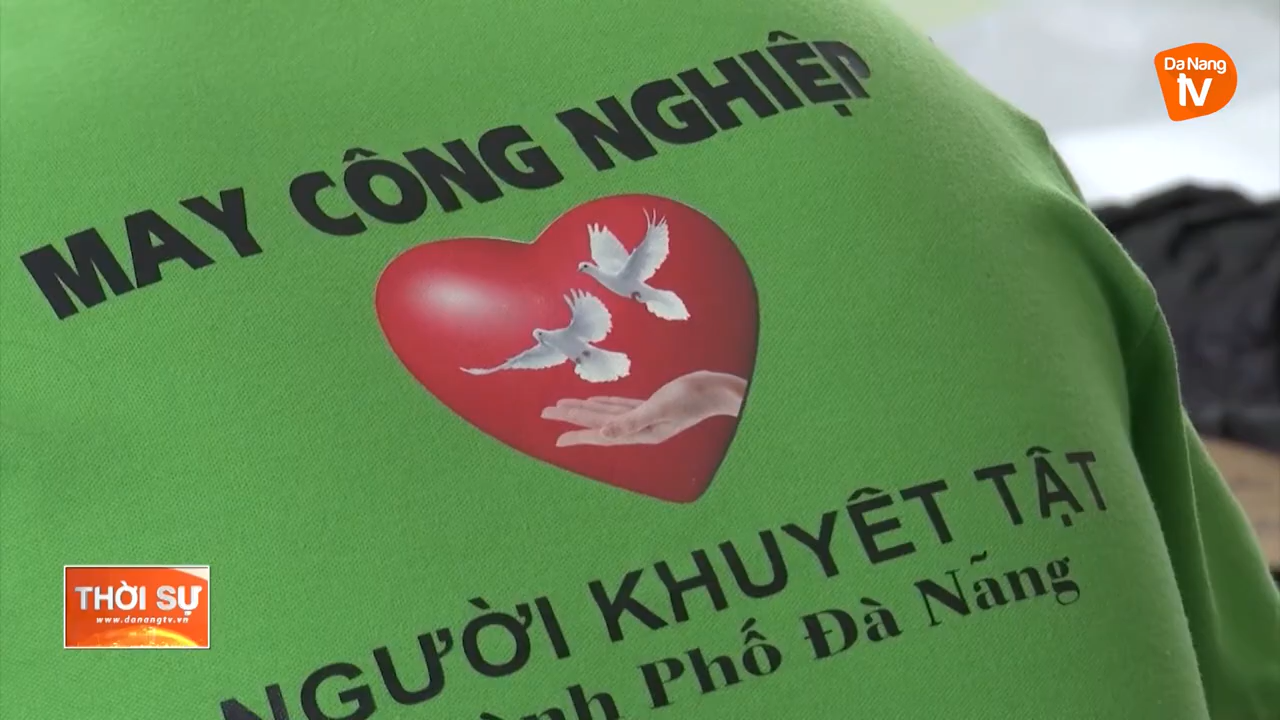 Da Nang
tv
MAY CÔNG NGHIỆP
NGƯỜI KHUYẾT TẬT
Phố Đà Nẵng
THỜI SỰ
www.danangtv.vn